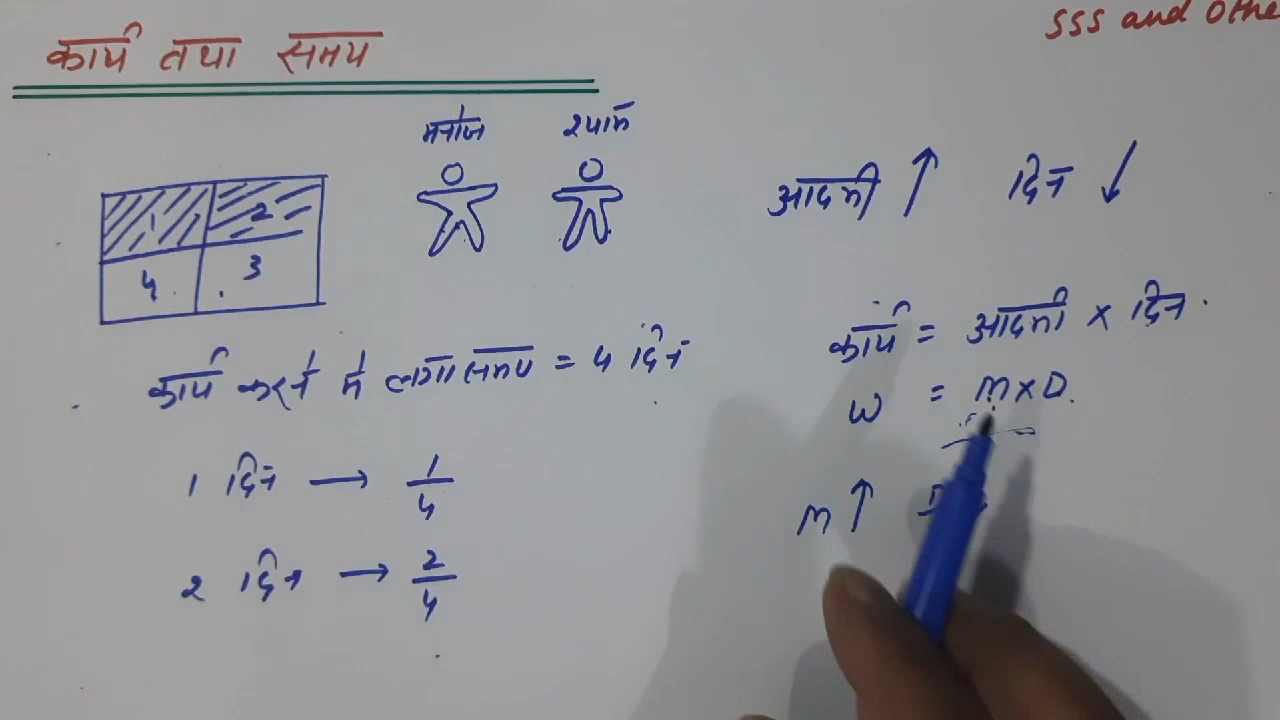 SSS and Othe
कार्य तथा समय
मनोज श्याम
1 2
4 3
आदमी ↑ दिन ↓
कार्य = आदमी × दिन
कार्य करने में लगा समय = 4 दिन
W = M×D
1 दिन → 1/4
M ↑
2 दिन → 2/4